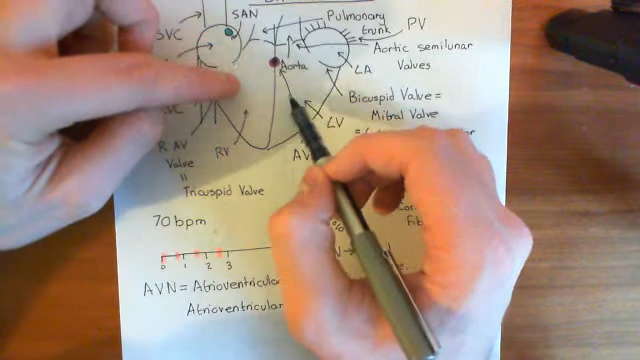 SAN
Pulmonary
trunk
PV
SVC
Aortic semilunar
Valves
Aorta
LA
Bicuspid Valve =
Mitral Valve
LV
R AV
Valve
=
Tricuspid Valve
RV
70 bpm
0 1 2 3
AVN = Atrioventricular
Atrioventricular